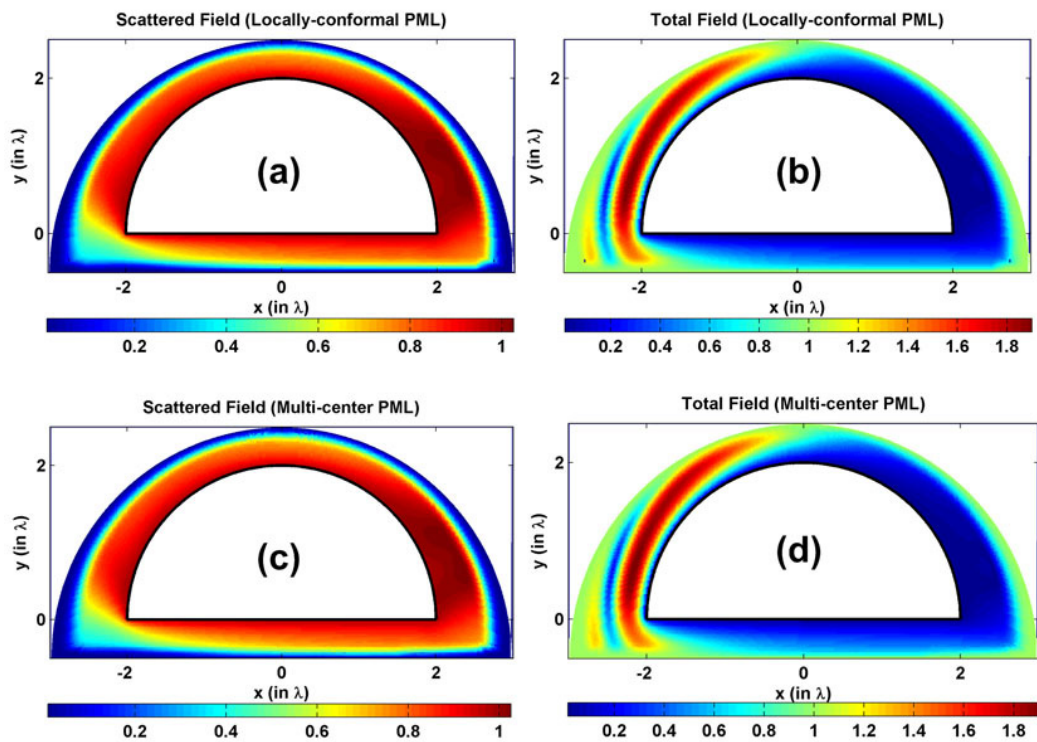 Scattered Field (Locally-conformal PML)
y (in λ)
2
0
(a)
-2 0 2
x (in λ)
0.2 0.4 0.6 0.8 1
Total Field (Locally-conformal PML)
y (in λ)
2
0
(b)
-2 0 2
x (in λ)
0.2 0.4 0.6 0.8 1 1.2 1.4 1.6 1.8
Scattered Field (Multi-center PML)
y (in λ)
2
0
(c)
-2 0 2
x (in λ)
0.2 0.4 0.6 0.8 1
Total Field (Multi-center PML)
y (in λ)
2
0
(d)
-2 0 2
x (in λ)
0.2 0.4 0.6 0.8 1 1.2 1.4 1.6 1.8